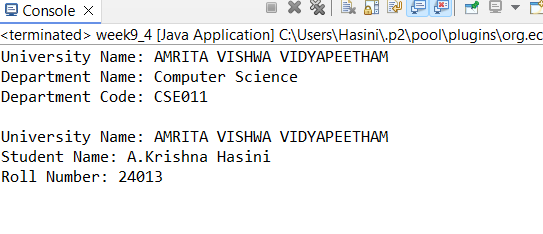 Console
<terminated> week9_4 [Java Application] C:\Users\Hasini\.p2\pool\plugins\org.ec
University Name: AMRITA VISHWA VIDYAPEETHAM
Department Name: Computer Science
Department Code: CSE011
University Name: AMRITA VISHWA VIDYAPEETHAM
Student Name: A.Krishna Hasini
Roll Number: 24013